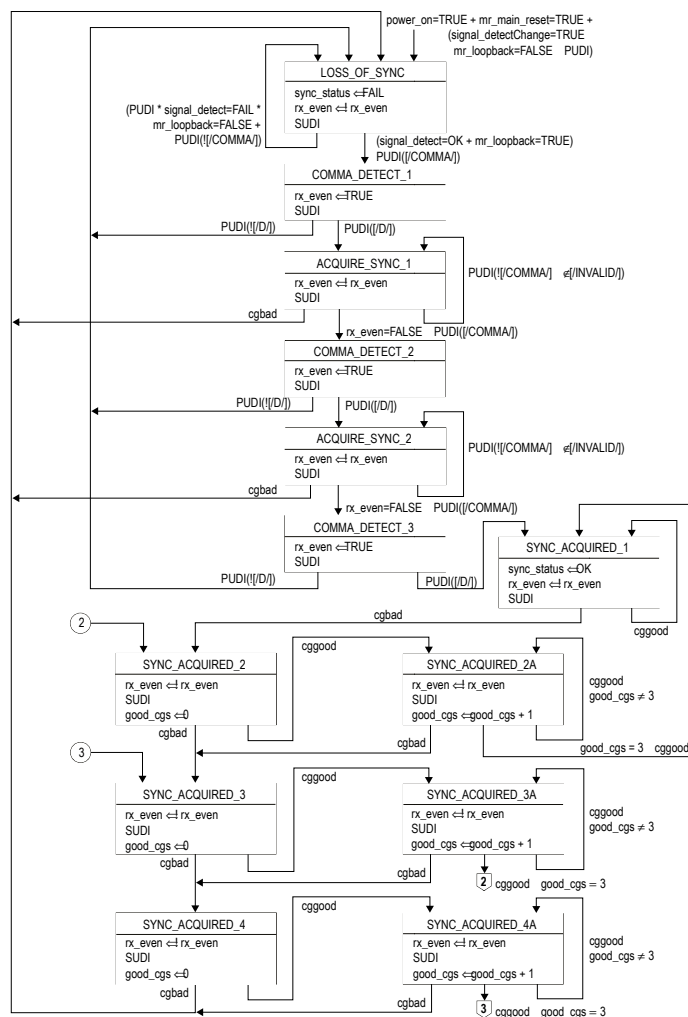 power_on=TRUE + mr_main_reset=TRUE +
(signal_detectChange=TRUE
mr_loopback=FALSE PUDI)
LOSS_OF_SYNC
sync_status ⇐FAIL
rx_even ⇐! rx_even
SUDI
(PUDI * signal_detect=FAIL *
mr_loopback=FALSE +
PUDI(![/COMMA/])
(signal_detect=OK + mr_loopback=TRUE)
PUDI([/COMMA/])
COMMA_DETECT_1
rx_even ⇐TRUE
SUDI
PUDI(![/D/])
PUDI([/D/])
ACQUIRE_SYNC_1
rx_even ⇐! rx_even
SUDI
PUDI(![/COMMA/] ∉[/INVALID/])
cgbad
rx_even=FALSE PUDI([/COMMA/])
COMMA_DETECT_2
rx_even ⇐TRUE
SUDI
PUDI(![/D/])
PUDI([/D/])
ACQUIRE_SYNC_2
rx_even ⇐! rx_even
SUDI
PUDI(![/COMMA/] ∉[/INVALID/])
cgbad
rx_even=FALSE PUDI([/COMMA/])
COMMA_DETECT_3
rx_even ⇐TRUE
SUDI
PUDI(![/D/])
PUDI([/D/])
SYNC_ACQUIRED_1
sync_status ⇐OK
rx_even ⇐! rx_even
SUDI
cgbad
cggood
2
SYNC_ACQUIRED_2
rx_even ⇐! rx_even
SUDI
good_cgs ⇐0
cgbad
cggood
SYNC_ACQUIRED_2A
rx_even ⇐! rx_even
SUDI
good_cgs ⇐good_cgs + 1
cgbad
cggood
good_cgs ≠ 3
good_cgs = 3 cggood
3
SYNC_ACQUIRED_3
rx_even ⇐! rx_even
SUDI
good_cgs ⇐0
cgbad
cggood
SYNC_ACQUIRED_3A
rx_even ⇐! rx_even
SUDI
good_cgs ⇐good_cgs + 1
cgbad
cggood
good_cgs ≠ 3
2 cggood good_cgs = 3
SYNC_ACQUIRED_4
rx_even ⇐! rx_even
SUDI
good_cgs ⇐0
cgbad
cggood
SYNC_ACQUIRED_4A
rx_even ⇐! rx_even
SUDI
good_cgs ⇐good_cgs + 1
cgbad
cggood
good_cgs ≠ 3
3 cggood good_cgs = 3